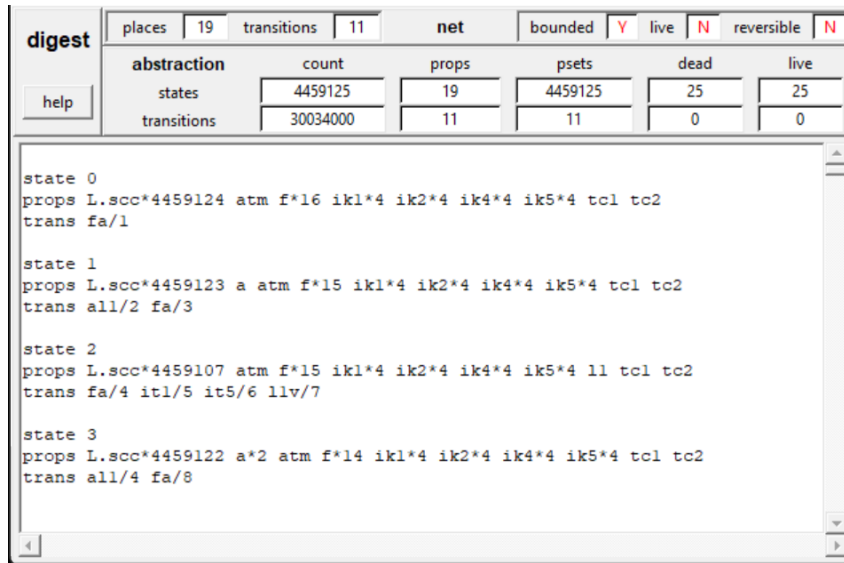 digest places 19 transitions 11 net bounded Y live N reversible N
abstraction count props psets dead live
help states 4459125 19 4459125 25 25
transitions 30034000 11 11 0 0
state 0
props L.scc*4459124 atm f*16 ik1*4 ik2*4 ik4*4 ik5*4 tc1 tc2
trans fa/1
state 1
props L.scc*4459123 a atm f*15 ik1*4 ik2*4 ik4*4 ik5*4 tc1 tc2
trans al1/2 fa/3
state 2
props L.scc*4459107 atm f*15 ik1*4 ik2*4 ik4*4 ik5*4 l1 tc1 tc2
trans fa/4 it1/5 it5/6 l1v/7
state 3
props L.scc*4459122 a*2 atm f*14 ik1*4 ik2*4 ik4*4 ik5*4 tc1 tc2
trans al1/4 fa/8